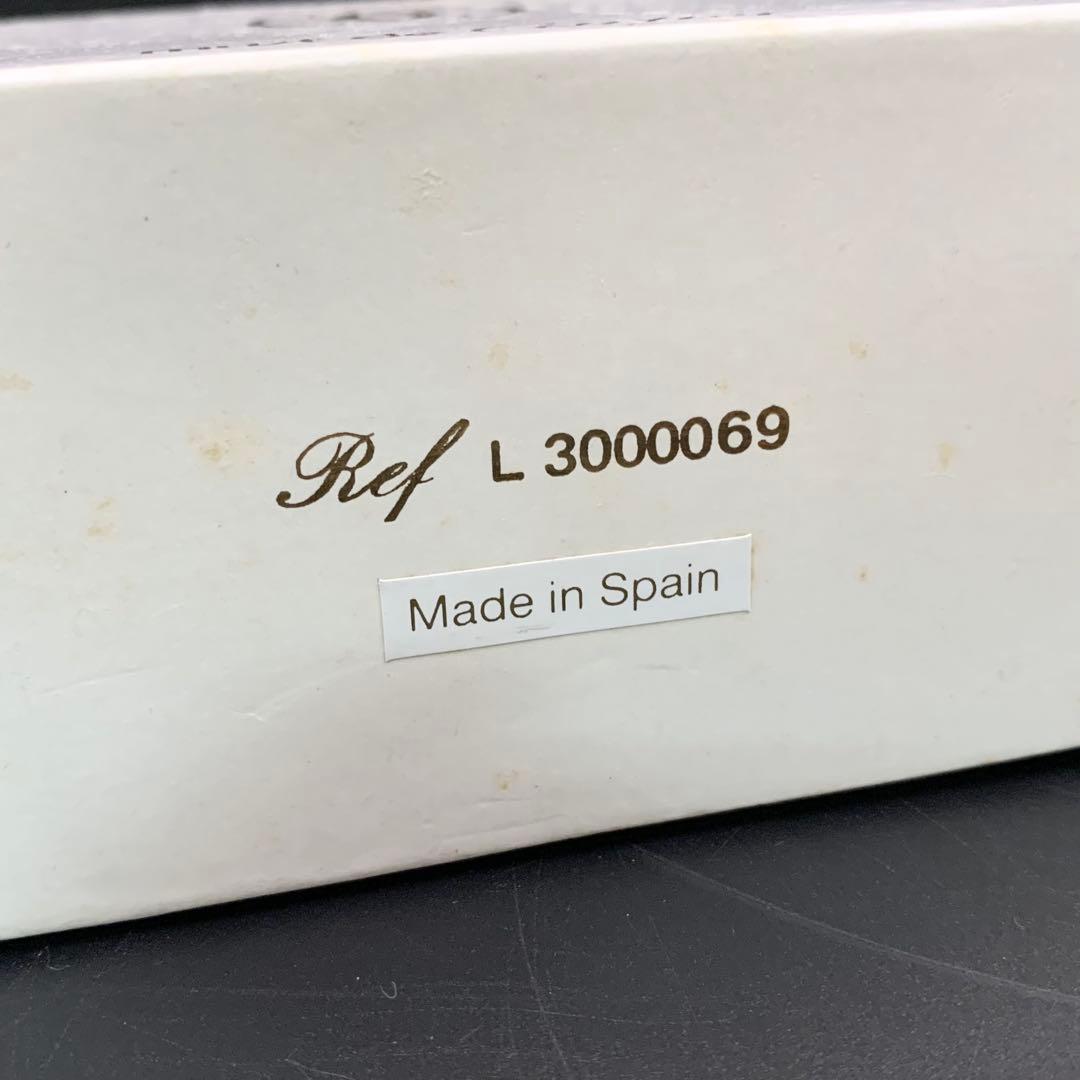 Ref L 3000069
Made in Spain